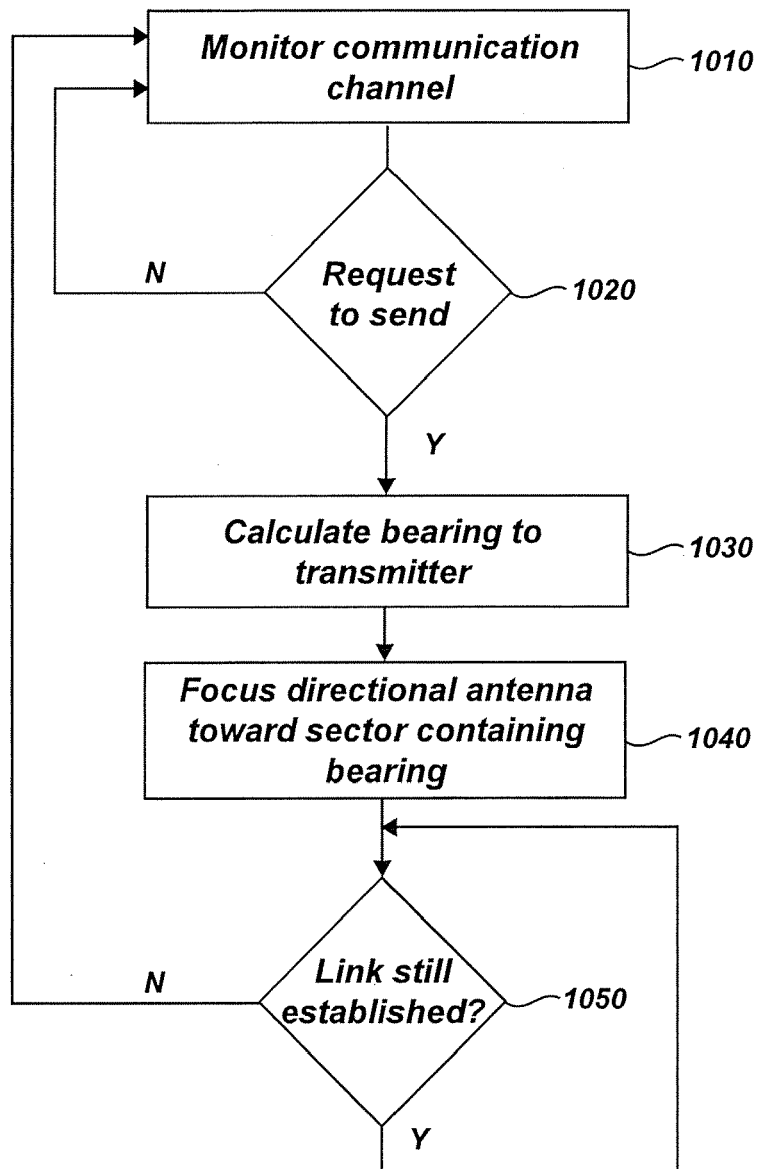 Monitor communication
channel
1010
Request
to send
1020
N
Y
Calculate bearing to
transmitter
1030
Focus directional antenna
toward sector containing
bearing
1040
Link still
established?
1050
N
Y